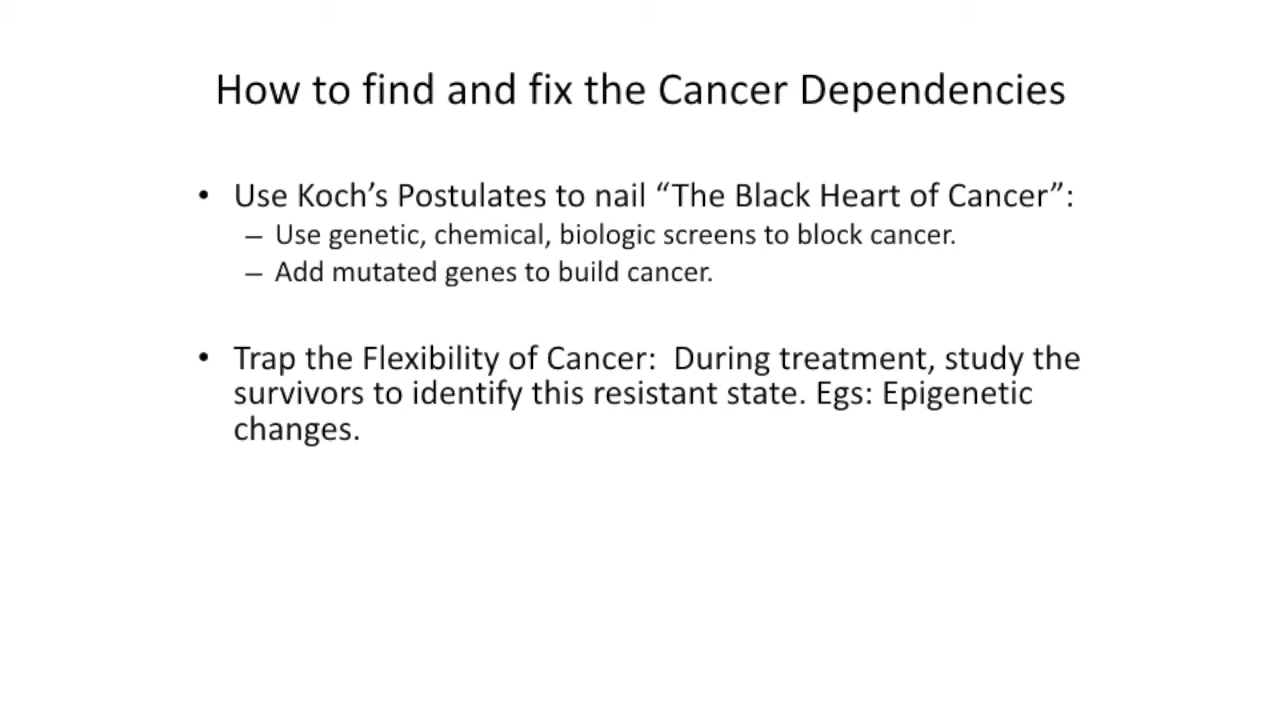 How to find and fix the Cancer Dependencies
• Use Koch’s Postulates to nail “The Black Heart of Cancer”:
– Use genetic, chemical, biologic screens to block cancer.
– Add mutated genes to build cancer.
• Trap the Flexibility of Cancer:  During treatment, study the
survivors to identify this resistant state. Egs: Epigenetic
changes.